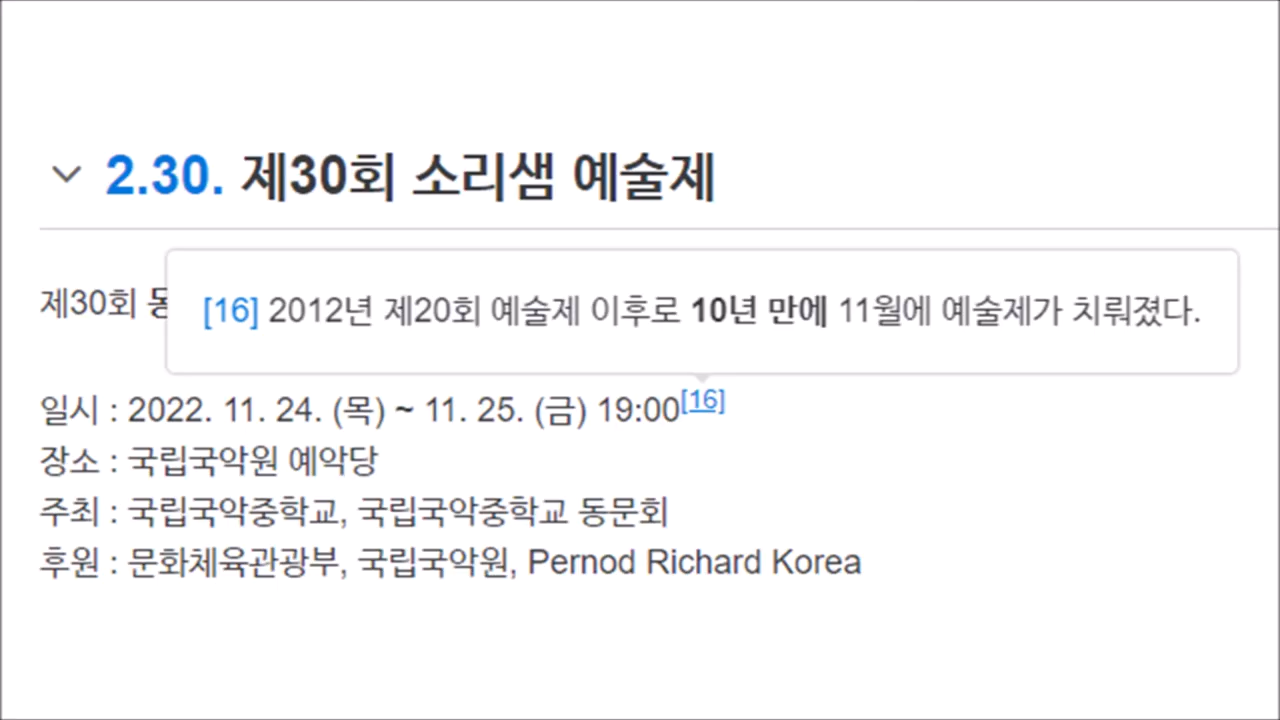 2.30. 제30회 소리샘 예술제
제30회
[16] 2012년 제20회 예술제 이후로 10년 만에 11월에 예술제가 치뤄졌다.
일시 : 2022. 11. 24. (목) ~ 11. 25. (금) 19:00[16]
장소 : 국립국악원 예악당
주최 : 국립국악중학교, 국립국악중학교 동문회
후원 : 문화체육관광부, 국립국악원, Pernod Richard Korea